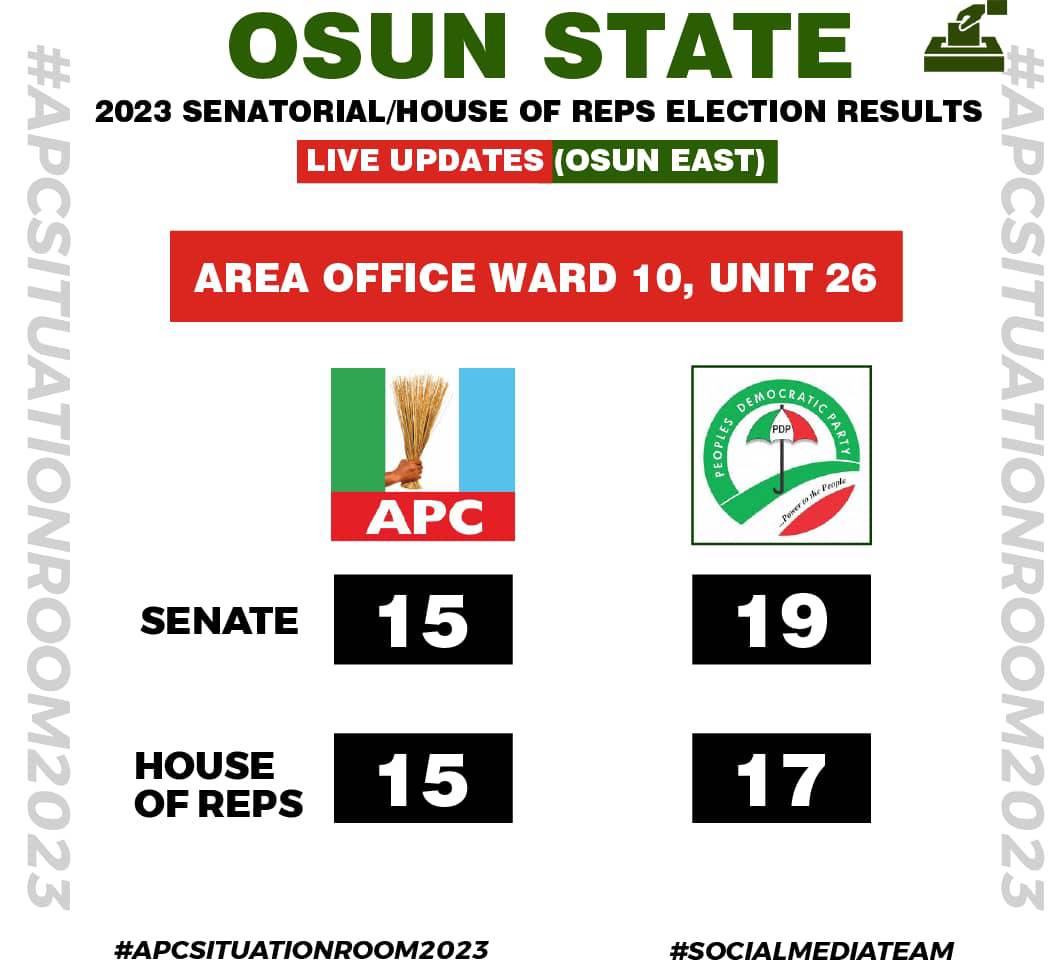 OSUN STATE
2023 SENATORIAL/HOUSE OF REPS ELECTION RESULTS
LIVE UPDATES (OSUN EAST)
AREA OFFICE WARD 10, UNIT 26
APC
PEOPLES DEMOCRATIC PARTY
PDP
...Power to the People
SENATE 15 19
HOUSE
OF REPS 15 17
#APCSITUATIONROOM2023
#APCSITUATIONROOM2023
#APCSITUATIONROOM2023 #SOCIALMEDIATEAM